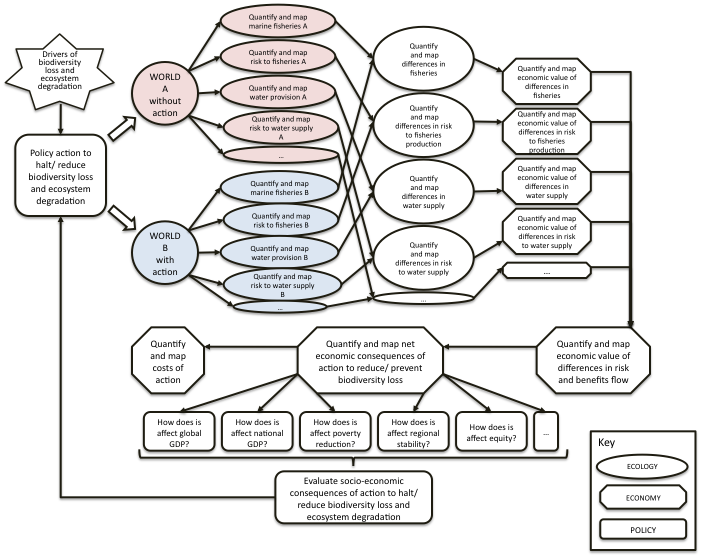 Drivers of
biodiversity
loss and
ecosystem
degradation
Policy action to
halt/ reduce
biodiversity loss
and ecosystem
degradation
WORLD
A
without
action
WORLD
B
with
action
Quantify and map
marine fisheries A
Quantify and map
risk to fisheries A
Quantify and map
water provision A
Quantify and map
risk to water supply
A
...
Quantify and map
marine fisheries B
Quantify and map
risk to fisheries B
Quantify and map
water provision B
Quantify and map
risk to water supply
B
...
Quantify
and map
differences in
fisheries
Quantify
and map
differences in risk
to fisheries
production
Quantify
and map
differences in
water supply
Quantify
and map
differences in risk
to water supply
...
Quantify and map
economic value of
differences in
fisheries
Quantify and map
economic value of
differences in risk
to fisheries
production
Quantify and map
economic value of
differences in
water supply
Quantify and map
economic value of
differences in risk
to water supply
....
Quantify
and map
costs of
action
Quantify and map net
economic consequences of
action to reduce/ prevent
biodiversity loss
Quantify and map
economic value of
differences in risk
and benefits flow
How does is
affect global
GDP?
How does is
affect national
GDP?
How does is
affect poverty
reduction?
How does is
affect regional
stability?
How does is
affect equity?
...
Evaluate socio-economic
consequences of action to halt/
reduce biodiversity loss and
ecosystem degradation
Key
ECOLOGY
ECONOMY
POLICY